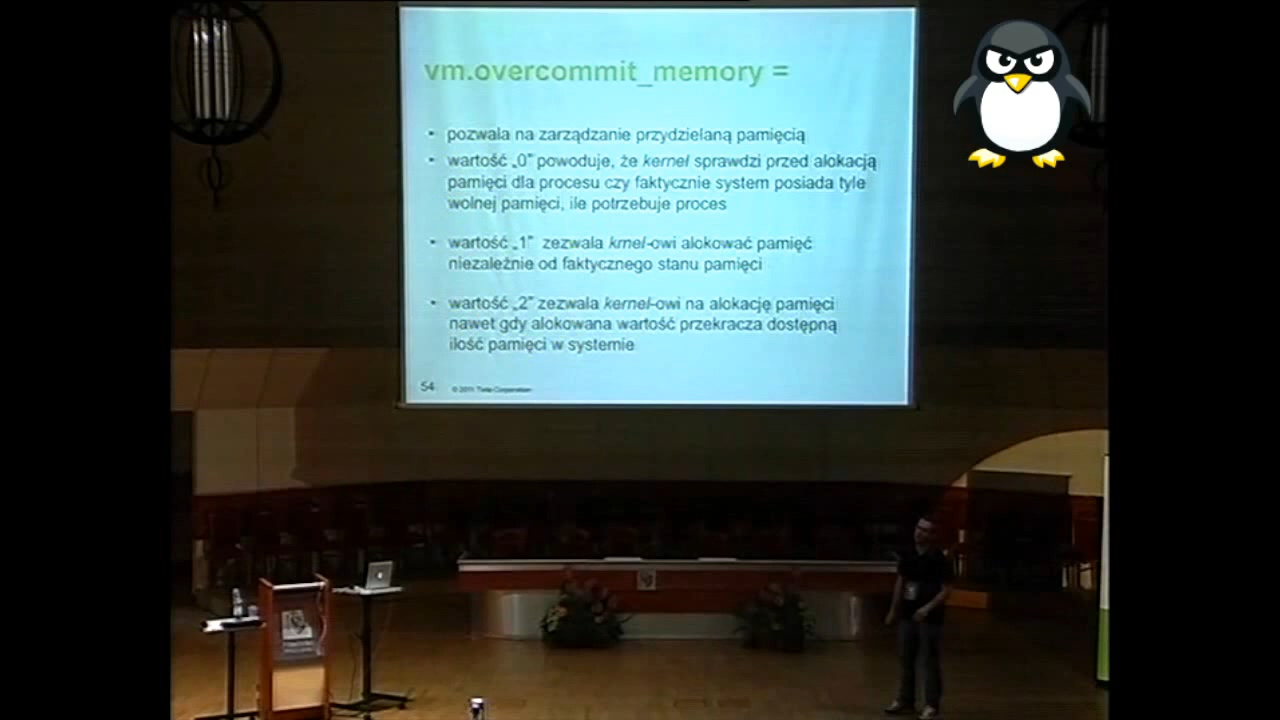 vm.overcommit_memory =
• pozwala na zarządzanie przydzielaną pamięcią
• wartość „0” powoduje, że kernel sprawdzi przed alokacją
pamięci dla procesu czy faktycznie system posiada tyle
wolnej pamięci, ile potrzebuje proces
• wartość „1” zezwala krnel-owi alokować pamięć
niezależnie od faktycznego stanu pamięci
• wartość „2” zezwala kernel-owi na alokację pamięci
nawet gdy alokowana wartość przekracza dostępną
ilość pamięci w systemie
54 © 2011 Corporation